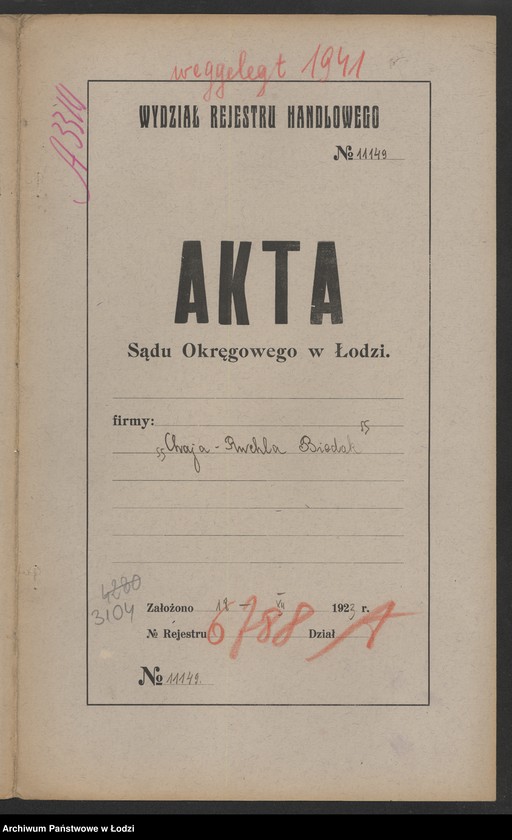 weggelegt 1941
A 3310
WYDZIAŁ REJESTRU HANDLOWEGO
№ 11149
AKTA
Sądu Okręgowego w Łodzi.
firmy:
"Chaja-Ruchla Biedak"
4280
3104
Założono 18 – VII 1923 r.
№ Rejestru 6788 Dział A
№ 11149.
Archiwum Państwowe w Łodzi